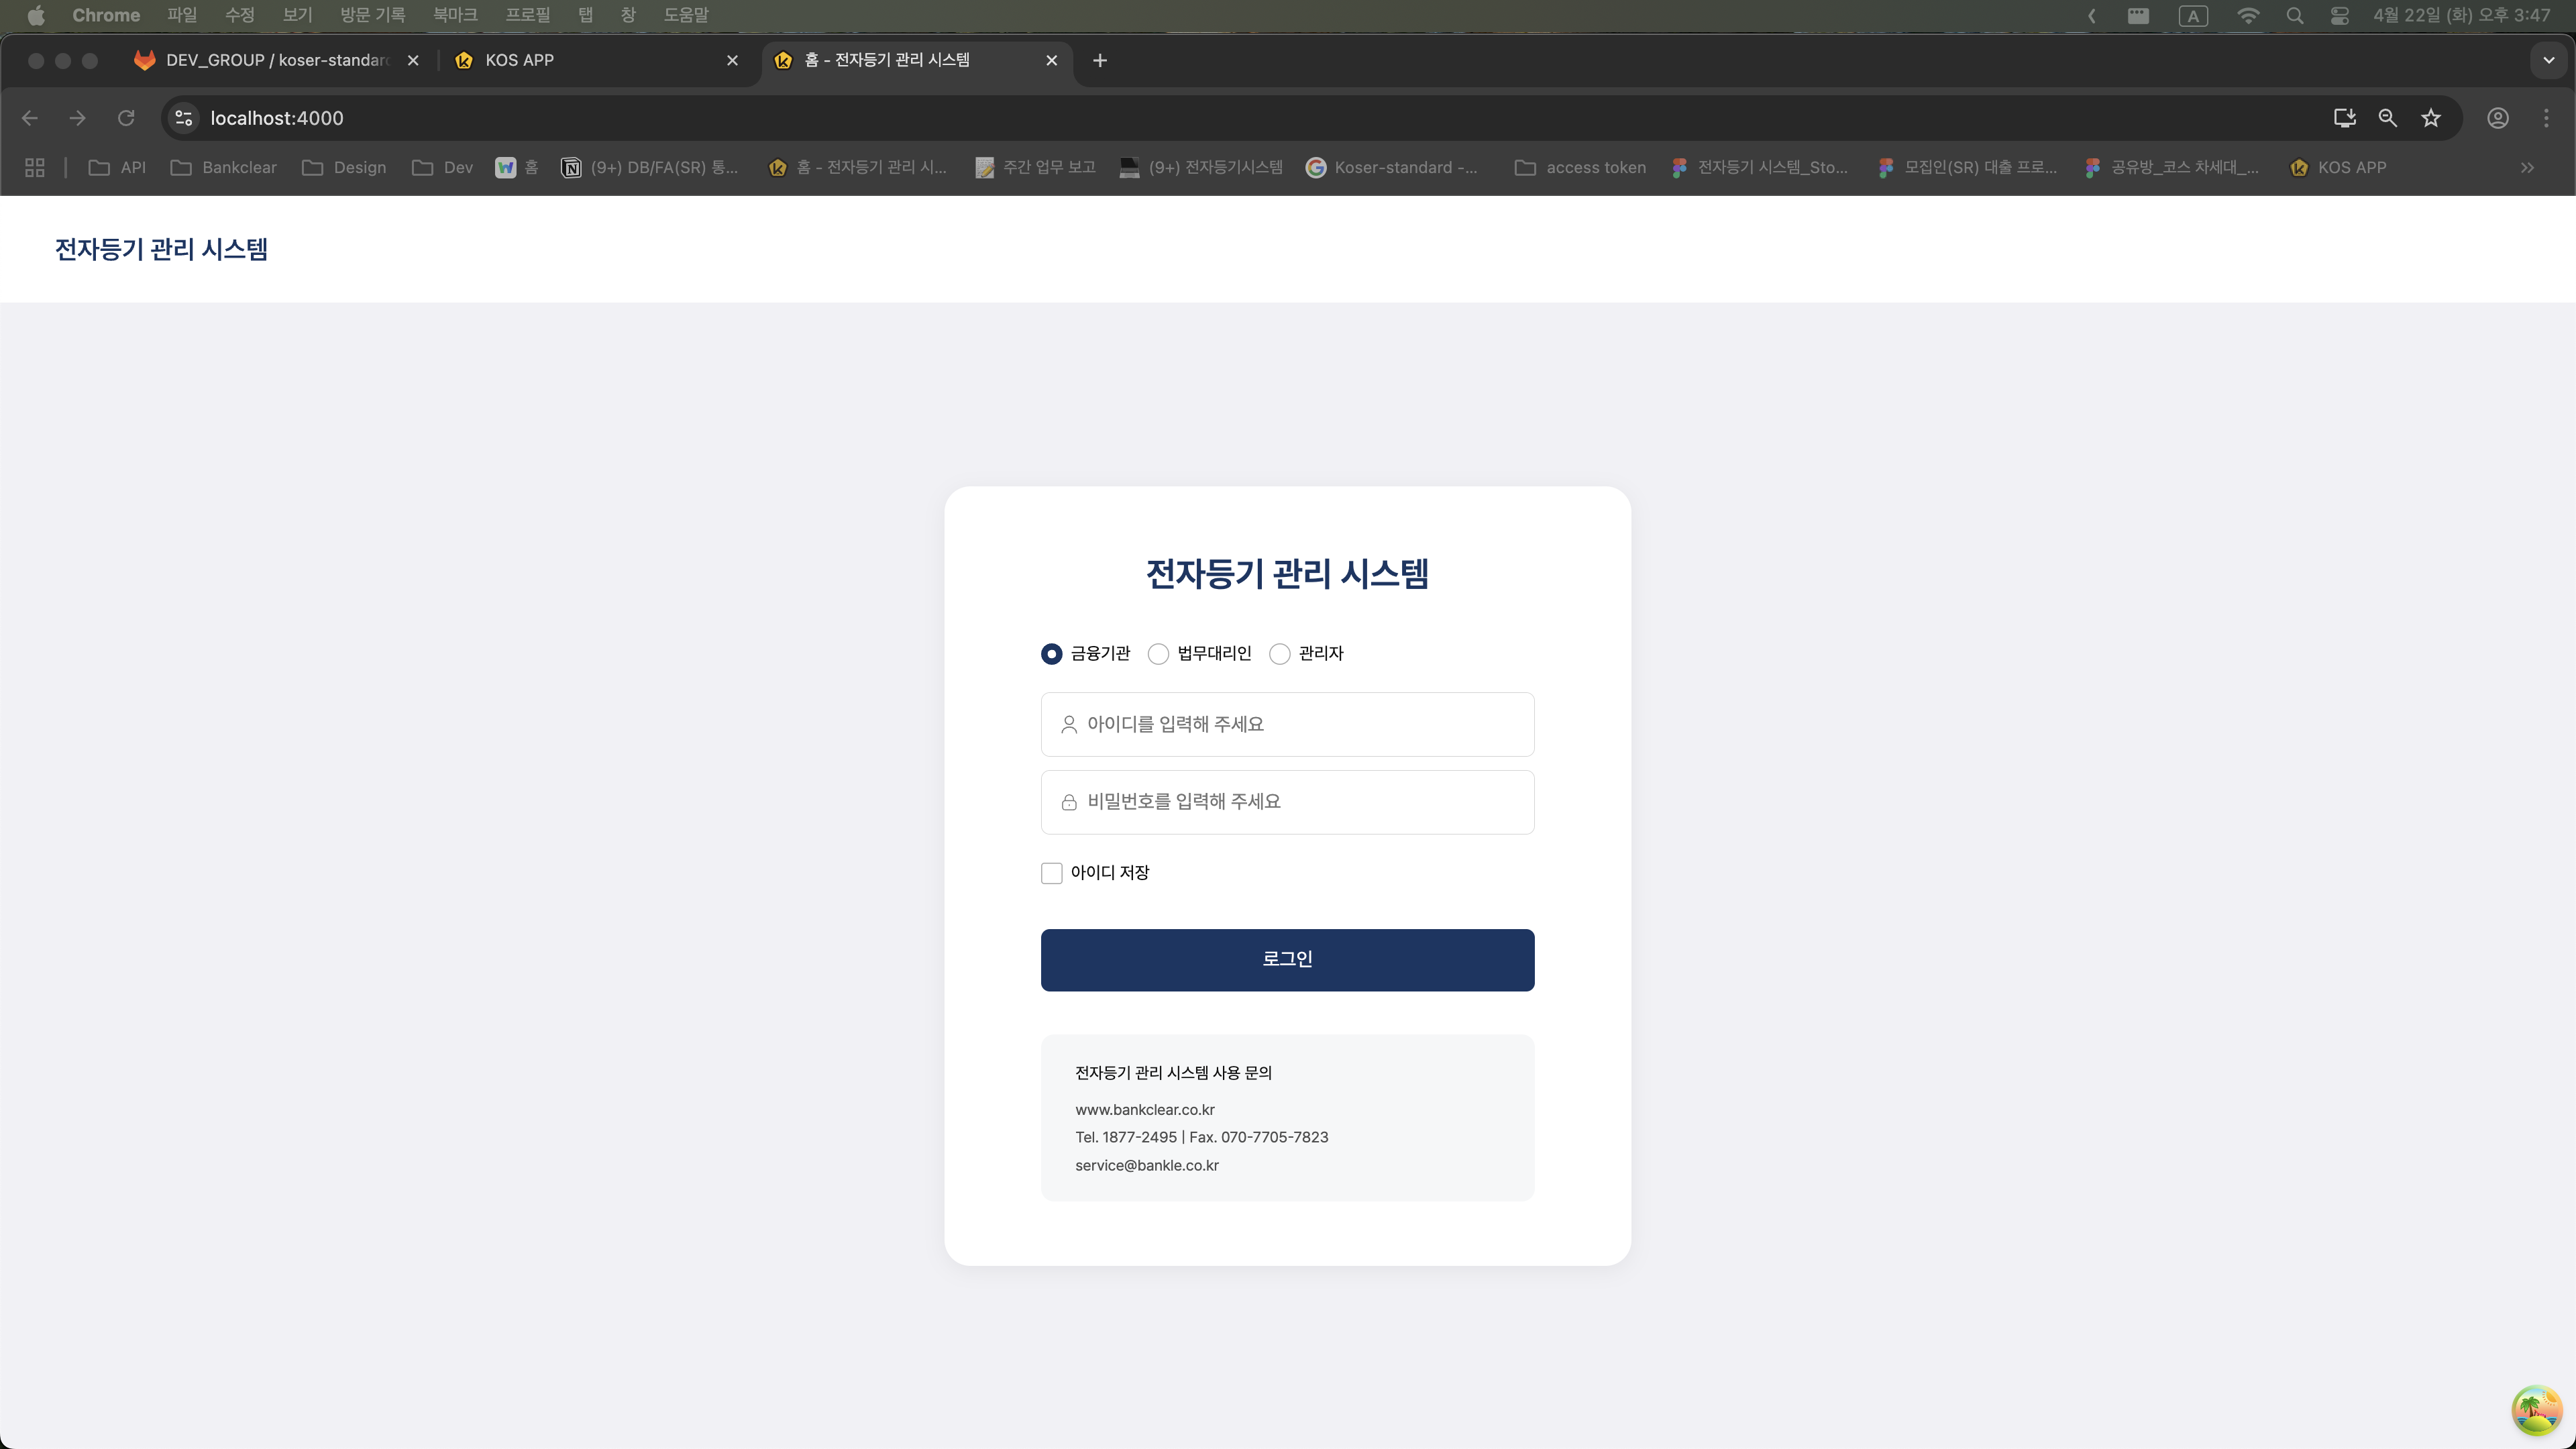 Chrome 파일 수정 보기 방문 기록 북마크 프로필 탭 창 도움말 A 4월 22일 (화) 오후 3:47
DEV_GROUP / koser-standar KOS APP 홈 - 전자등기 관리 시스템
localhost:4000
API Bankclear Design Dev 홈 (9+) DB/FA(SR) 통... 홈 - 전자등기 관리 시... 주간 업무 보고 (9+) 전자등기시스템 Koser-standard -... access token 전자등기 시스템_Sto... 모집인(SR) 대출 프로... 공유방_코스 차세대_... KOS APP
전자등기 관리 시스템
전자등기 관리 시스템
금융기관 법무대리인 관리자
아이디를 입력해 주세요
비밀번호를 입력해 주세요
아이디 저장
로그인
전자등기 관리 시스템 사용 문의
www.bankclear.co.kr
Tel. 1877-2495 | Fax. 070-7705-7823
service@bankle.co.kr